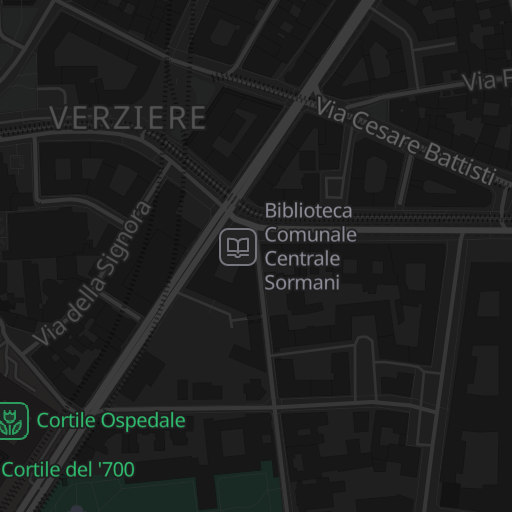 Via F
VERZIERE
Via Cesare Battisti
Biblioteca
Comunale
Centrale
Sormani
Via della Signora
Cortile Ospedale
Cortile del '700